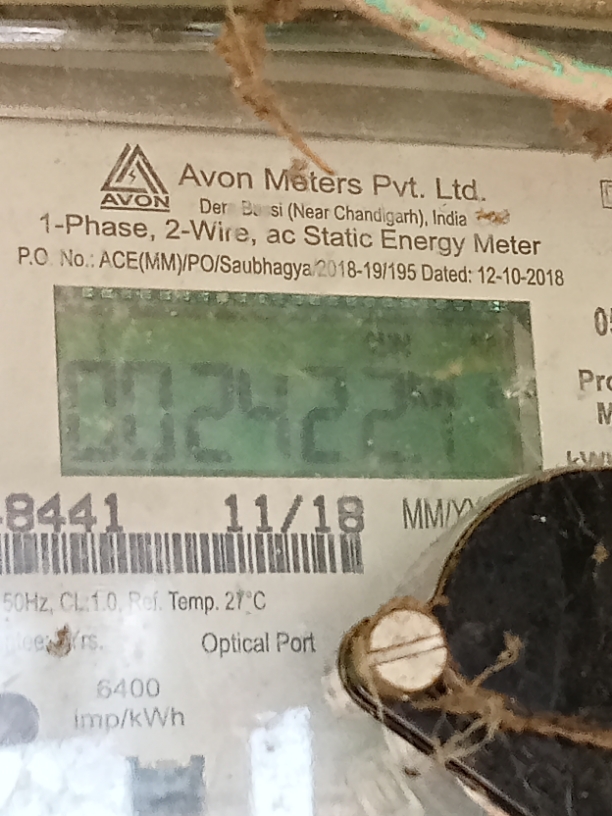 AVON
Avon Meters Pvt. Ltd.
(Near Chandigarh), India
1-Phase, 2-Wire, ac Static Energy Meter
P.O. No.: ACE(MM)/PO/Saubhagya/2018-19/195 Dated: 12-10-2018
8441 11/18 MM/YY
50Hz, CL:1.0, Ref. Temp. 27°C
Optical Port
6400
imp/kWh